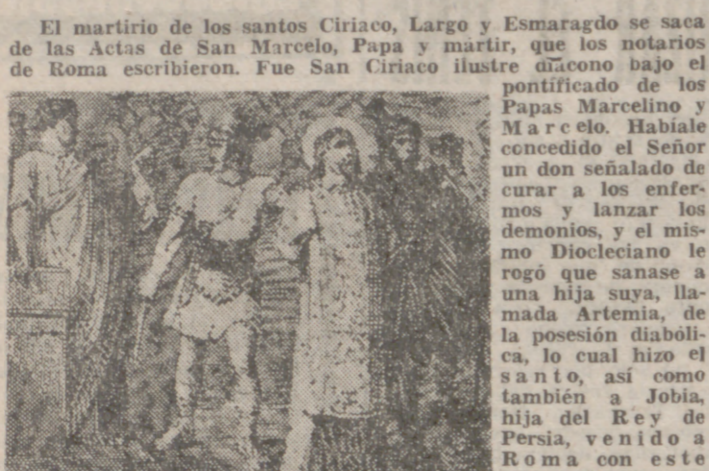 El martirio de los santos Ciriaco, Largo y Esmaragdo se saca
de las Actas de San Marcelo, Papa y mártir, que los notarios
de Roma escribieron. Fue San Ciriaco ilustre diácono bajo el
pontificado de los
Papas Marcelino y
Marcelo. Habíale
concedido el Señor
un don señalado de
curar a los enfer-
mos y lanzar los
demonios, y el mis-
mo Diocleciano le
rogó que sanase a
una hija suya, lla-
mada Artemia, de
la posesión diabóli-
ca, lo cual hizo el
santo, así como
también a Jobia,
hija del Rey de
Persia, venido a
Roma con este